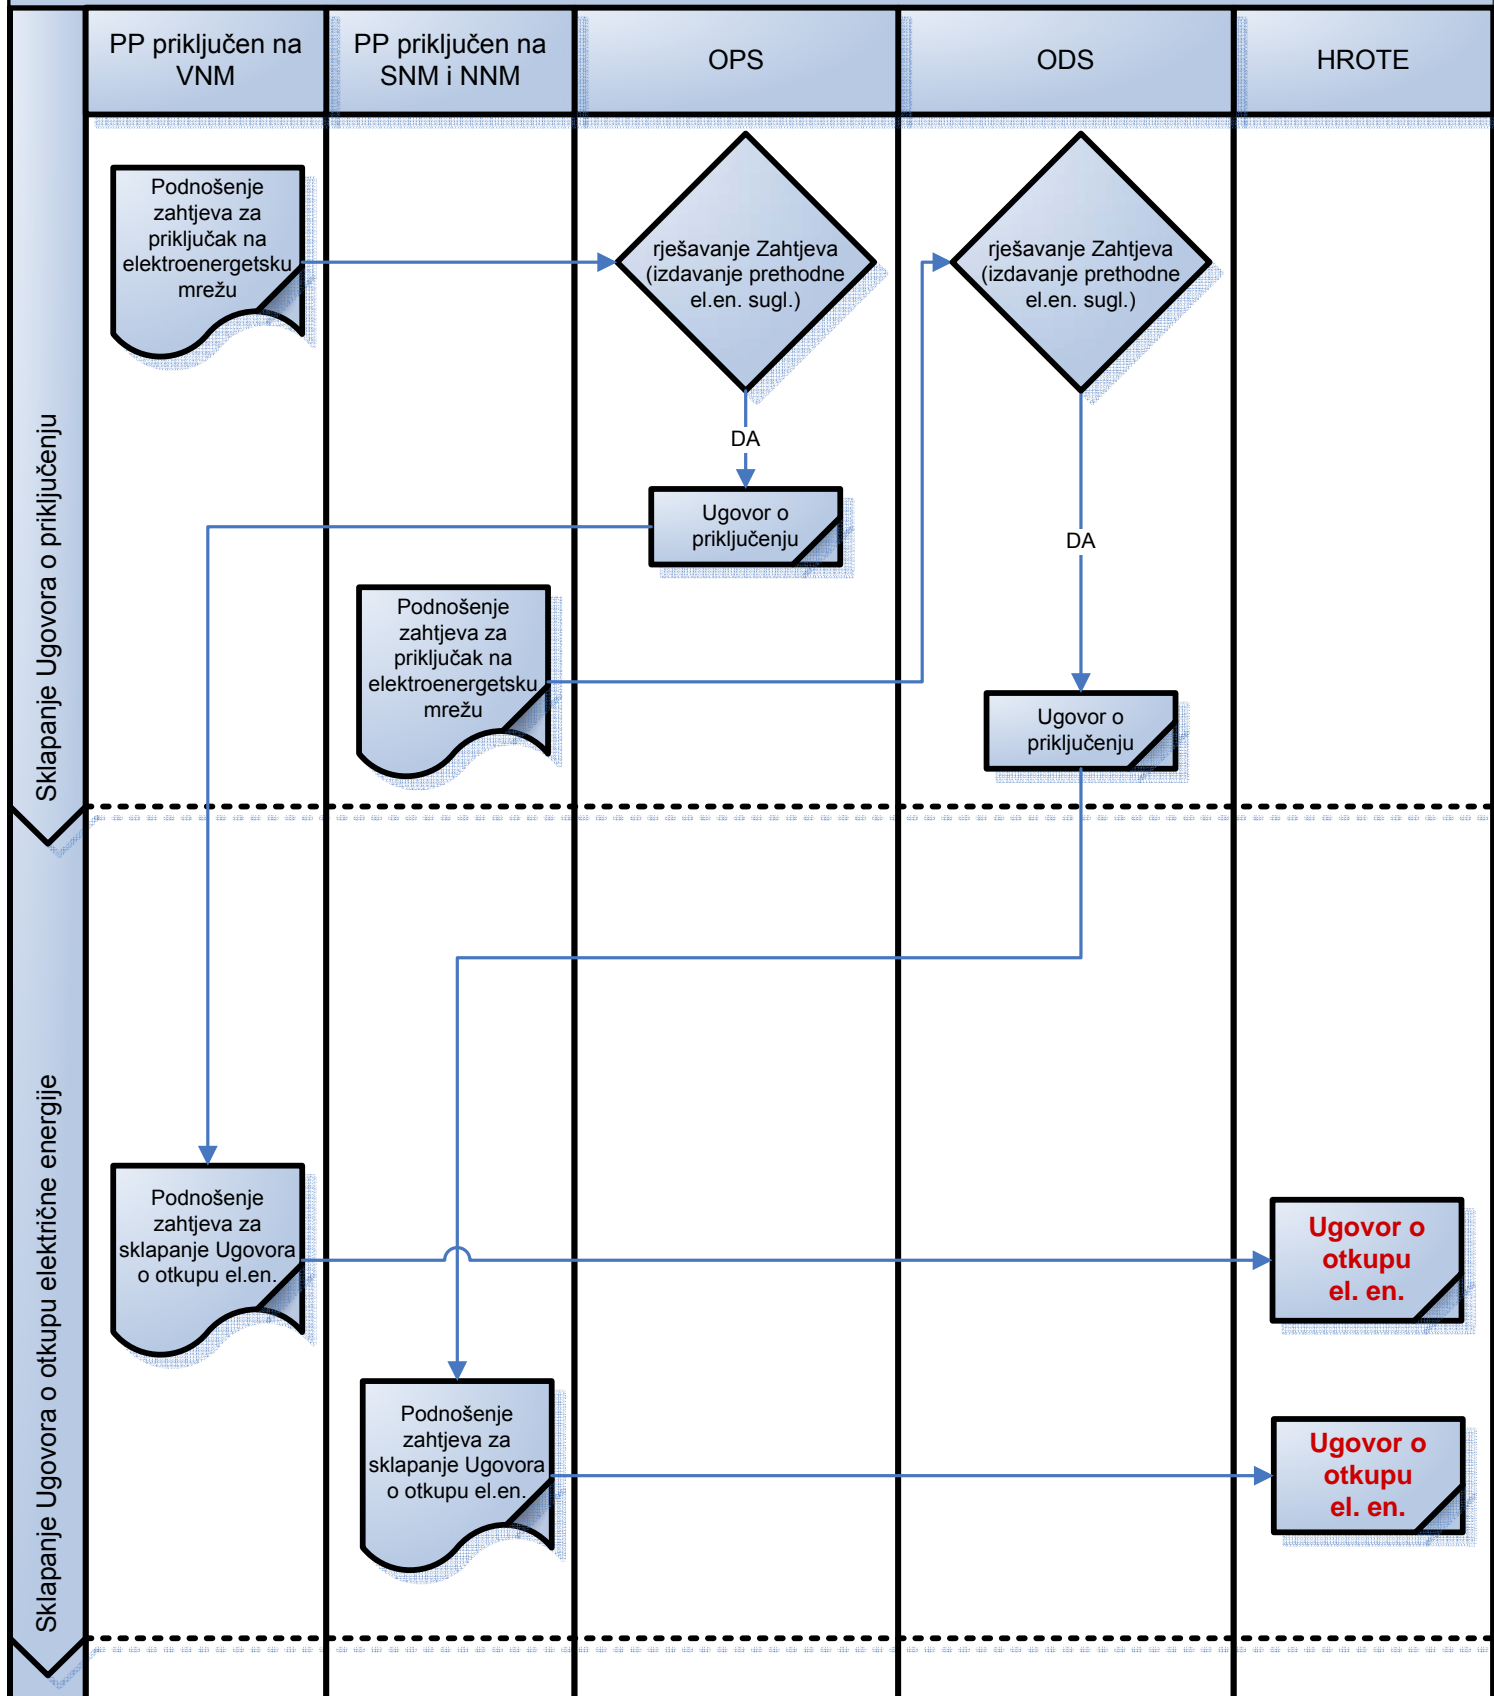 PP priključen na
VNM
PP priključen na
SNM i NNM
OPS
ODS
HROTE
Sklapanje Ugovora o priključenju
Podnošenje
zahtjeva za
priključak na
elektroenergetsku
mrežu
rješavanje Zahtjeva
(izdavanje prethodne
el.en. sugl.)
rješavanje Zahtjeva
(izdavanje prethodne
el.en. sugl.)
DA
Ugovor o
priključenju
DA
Podnošenje
zahtjeva za
priključak na
elektroenergetsku
mrežu
Ugovor o
priključenju
Sklapanje Ugovora o otkupu električne energije
Podnošenje
zahtjeva za
sklapanje Ugovora
o otkupu el.en.
Ugovor o
otkupu
el. en.
Podnošenje
zahtjeva za
sklapanje Ugovora
o otkupu el.en.
Ugovor o
otkupu
el. en.